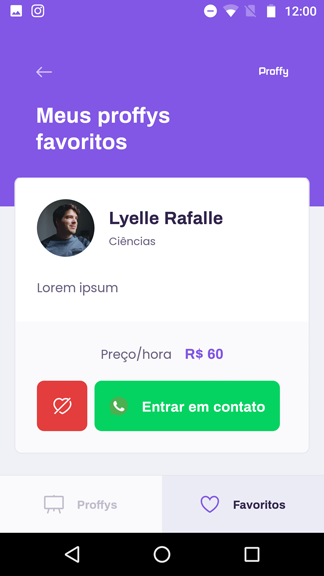 12:00
Proffy
Meus proffys
favoritos
Lyelle Rafalle
Ciências
Lorem ipsum
Preço/hora R$ 60
Entrar em contato
Proffys
Favoritos